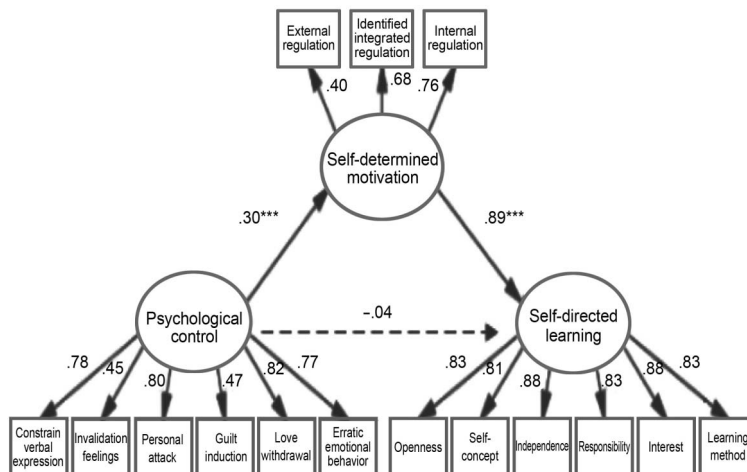 External
regulation
Identified
integrated
regulation
Internal
regulation
.40
.68
.76
Self-determined
motivation
.30***
.89***
Psychological
control
-.04
Self-directed
learning
.78
.45
.80
.47
.82
.77
.83
.81
.88
.83
.88
.83
Constrain
verbal
expression
Invalidation
feelings
Personal
attack
Guilt
induction
Love
withdrawal
Erratic
emotional
behavior
Openness
Self-
concept
Independence
Responsibility
Interest
Learning
method